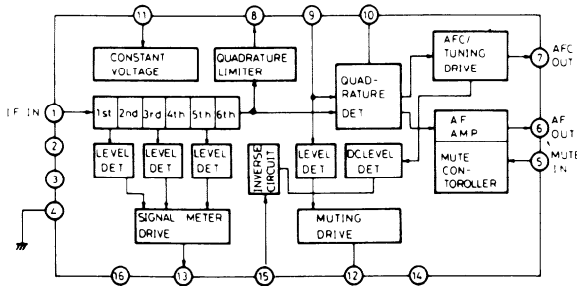 11
8
9
10
CONSTANT
VOLTAGE
QUADRATURE
LIMITER
QUAD-
RATURE
DET
AFC/
TUNING
DRIVE
7
AFC
OUT
IF IN
1
1st 2nd 3rd 4th 5th 6th
AF
AMP
6
AF
OUT
2
LEVEL
DET
LEVEL
DET
LEVEL
DET
INVERSE
CIRCUIT
LEVEL
DET
DCLEVEL
DET
MUTE
CON-
TOROLLER
5
MUTE
IN
3
4
SIGNAL METER
DRIVE
MUTING
DRIVE
16
13
15
12
14